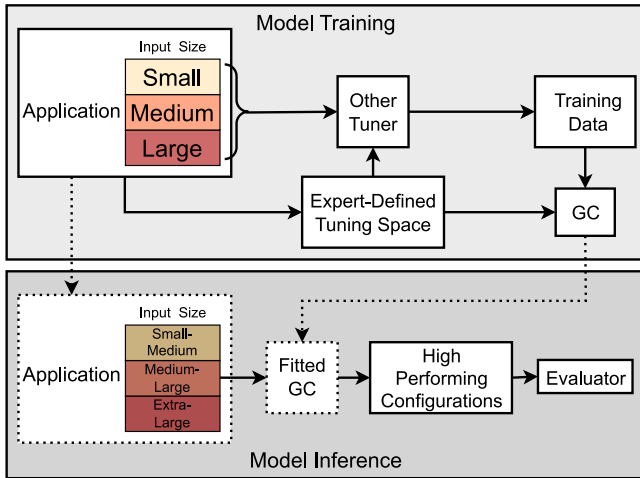 Model Training
Input Size
Small
Application
Medium
Large
Other
Tuner
Training
Data
Expert-Defined
Tuning Space
GC
Input Size
Small-
Medium
Application
Medium-
Large
Extra-
Large
Fitted
GC
High
Performing
Configurations
Evaluator
Model Inference